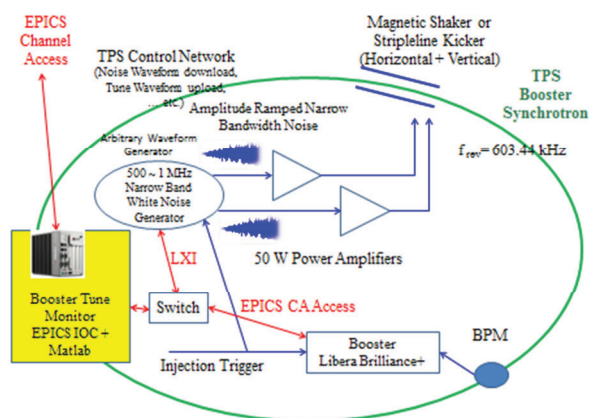 EPICS
Channel
Access
TPS Control Network
(Noise Waveform download,
Tune Waveform upload,
... etc.)
Magnetic Shaker or
Stripleline Kicker
(Horizontal + Vertical)
TPS
Booster
Synchrotron
Amplitude Ramped Narrow
Bandwidth Noise
Arbitrary Waveform
Generator
500 ~ 1 MHz
Narrow Band
White Noise
Generator
f rev = 603.44 kHz
50 W Power Amplifiers
LXI
Booster Tune
Monitor
EPICS IOC +
Matlab
Switch
EPICS CA Access
Booster
Libera Brilliance+
BPM
Injection Trigger